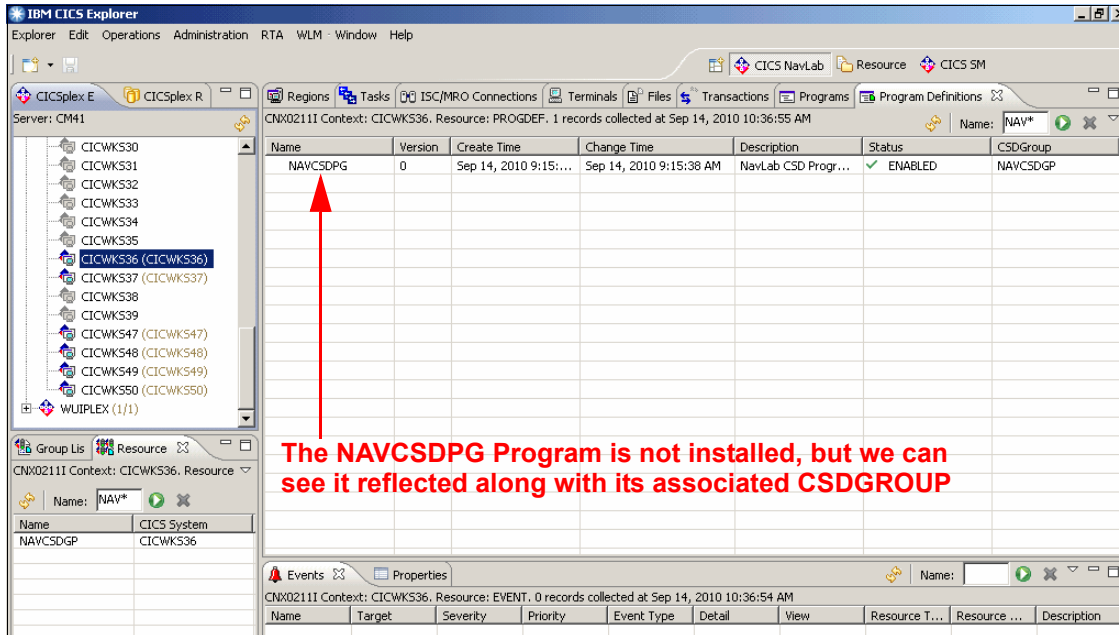 IBM CICS Explorer
Explorer Edit Operations Administration RTA WLM Window Help
CICS NavLab Resource CICS SM
CICSplex E CICSplex R
Server: CM41
CICWKS30
CICWKS31
CICWKS32
CICWKS33
CICWKS34
CICWKS35
CICWKS36 (CICWKS36)
CICWKS37 (CICWKS37)
CICWKS38
CICWKS39
CICWKS47 (CICWKS47)
CICWKS48 (CICWKS48)
CICWKS49 (CICWKS49)
CICWKS50 (CICWKS50)
WUIPLEX (1/1)
Group Lis Resource
CNX0211I Context: CICWKS36. Resource
Name: NAV*
Name CICS System
NAVCSDGP CICWKS36
Regions Tasks ISC/MRO Connections Terminals Files Transactions Programs Program Definitions
CNX0211I Context: CICWKS36. Resource: PROGDEF. 1 records collected at Sep 14, 2010 10:36:55 AM
Name: NAV*
Name Version Create Time Change Time Description Status CSDGroup
NAVCSDPG 0 Sep 14, 2010 9:15:... Sep 14, 2010 9:15:38 AM NavLab CSD Progr... ENABLED NAVCSDGP
The NAVCSDPG Program is not installed, but we can
see it reflected along with its associated CSDGROUP
Events Properties
Name:
CNX0211I Context: CICWKS36. Resource: EVENT. 0 records collected at Sep 14, 2010 10:36:54 AM
Name Target Severity Priority Event Type Detail View Resource T... Resource ... Description